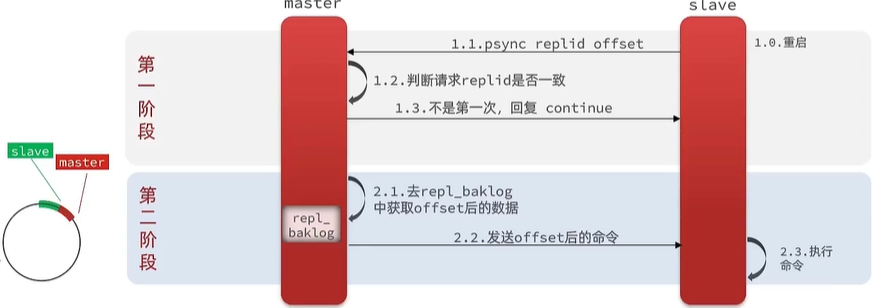 master
slave
1.0.重启
1.1.psync replid offset
第一阶段
1.2.判断请求replid是否一致
1.3.不是第一次，回复 continue
slave
master
第二阶段
2.1.去repl_baklog
中获取offset后的数据
repl_
baklog
2.2.发送offset后的命令
2.3.执行
命令